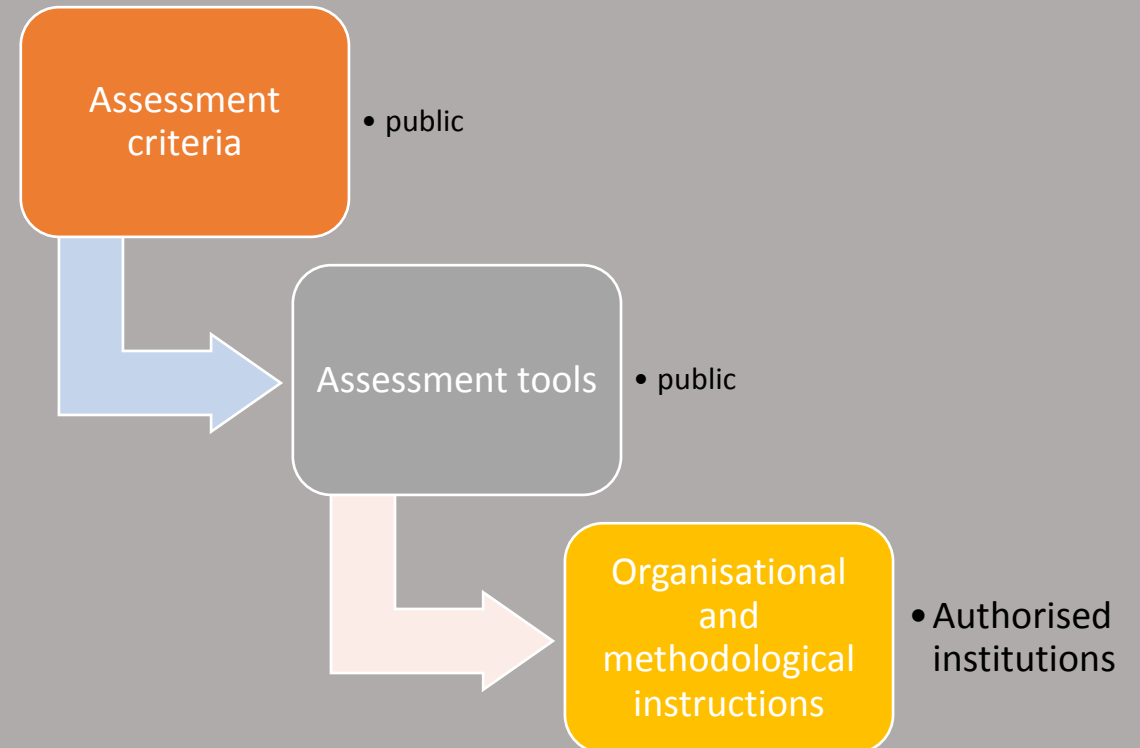 Assessment
criteria
• public
Assessment tools
• public
Organisational
and
methodological
instructions
• Authorised
institutions